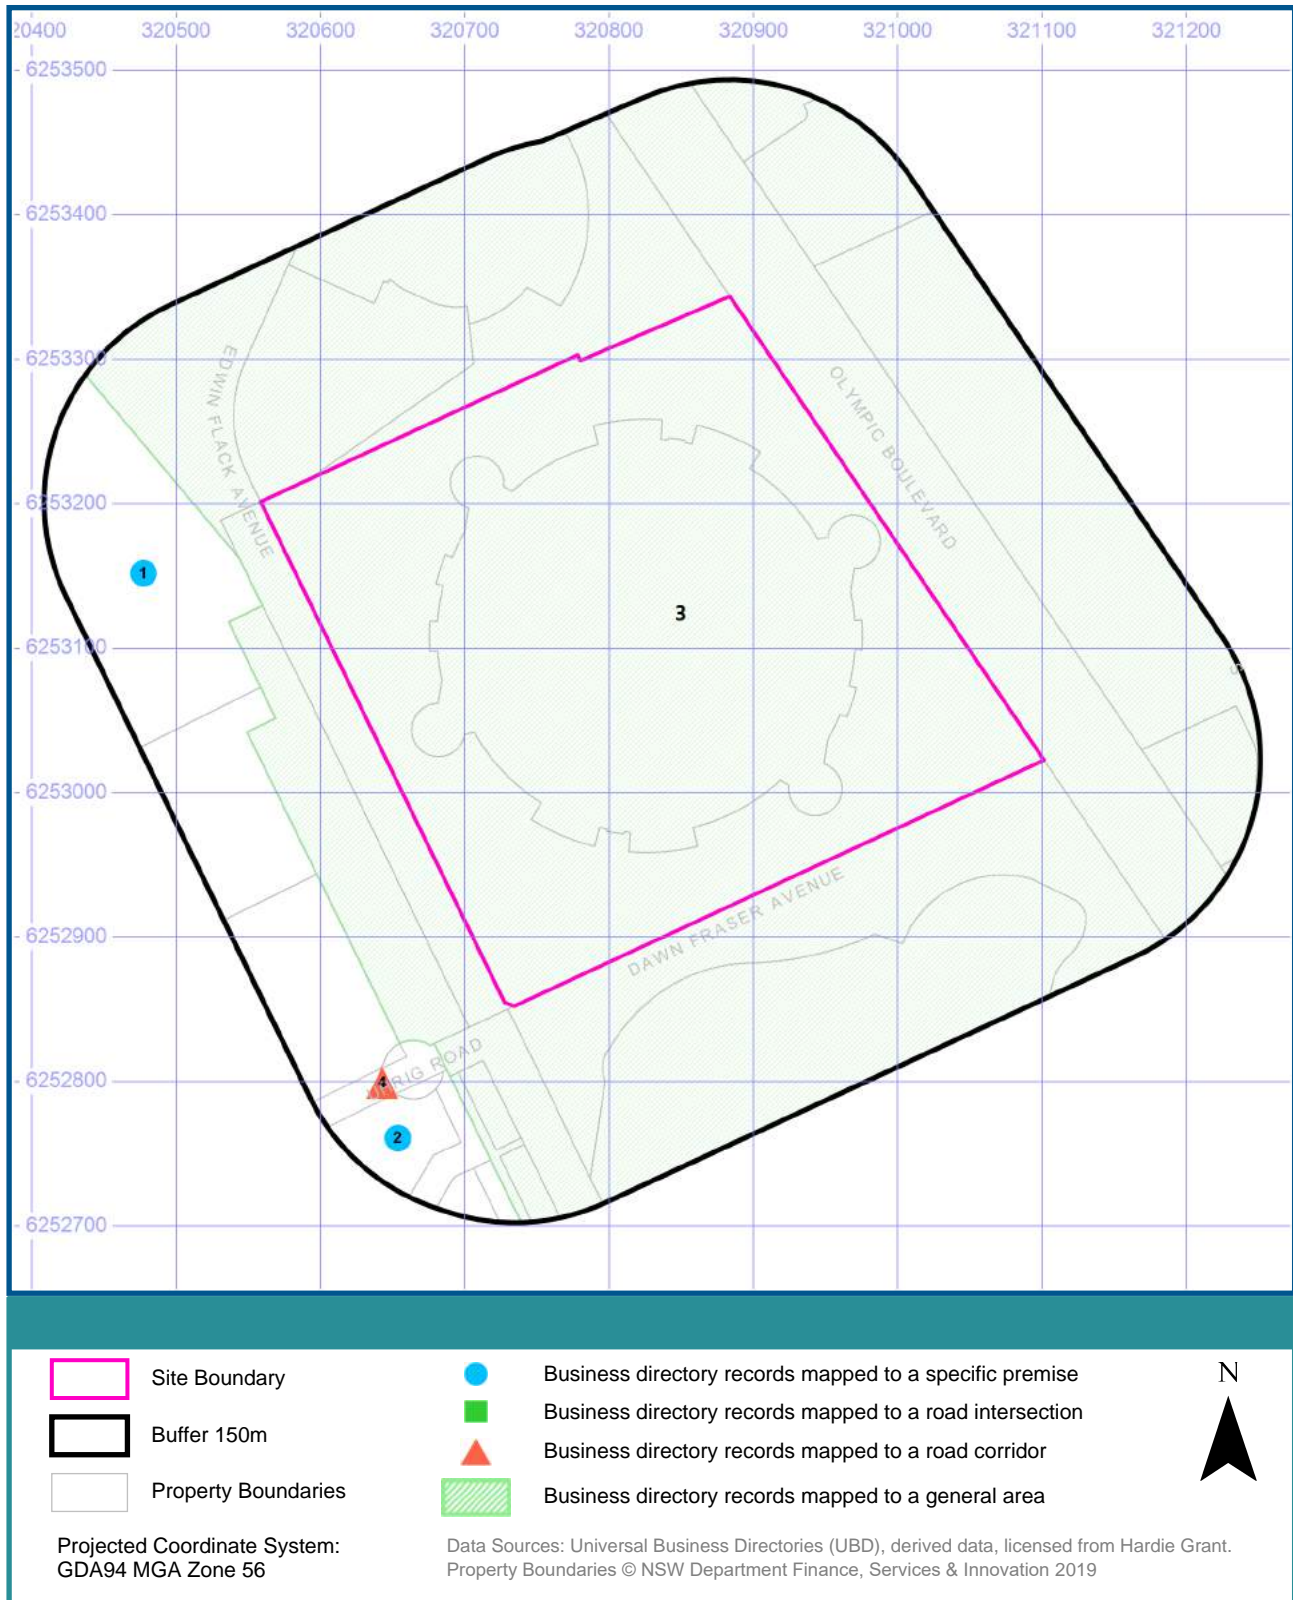 20400 320500 320600 320700 320800 320900 321000 321100 321200
6253500
6253400
6253300
6253200
6253100
6253000
6252900
6252800
6252700
EDWIN FLACK AVENUE
OLYMPIC BOULEVARD
1
3
DAWN FRASER AVENUE
ROAD
4
2
Site Boundary
Buffer 150m
Property Boundaries
Projected Coordinate System:
GDA94 MGA Zone 56
Business directory records mapped to a specific premise
Business directory records mapped to a road intersection
Business directory records mapped to a road corridor
Business directory records mapped to a general area
Data Sources: Universal Business Directories (UBD), derived data, licensed from Hardie Grant.
Property Boundaries © NSW Department Finance, Services & Innovation 2019
N